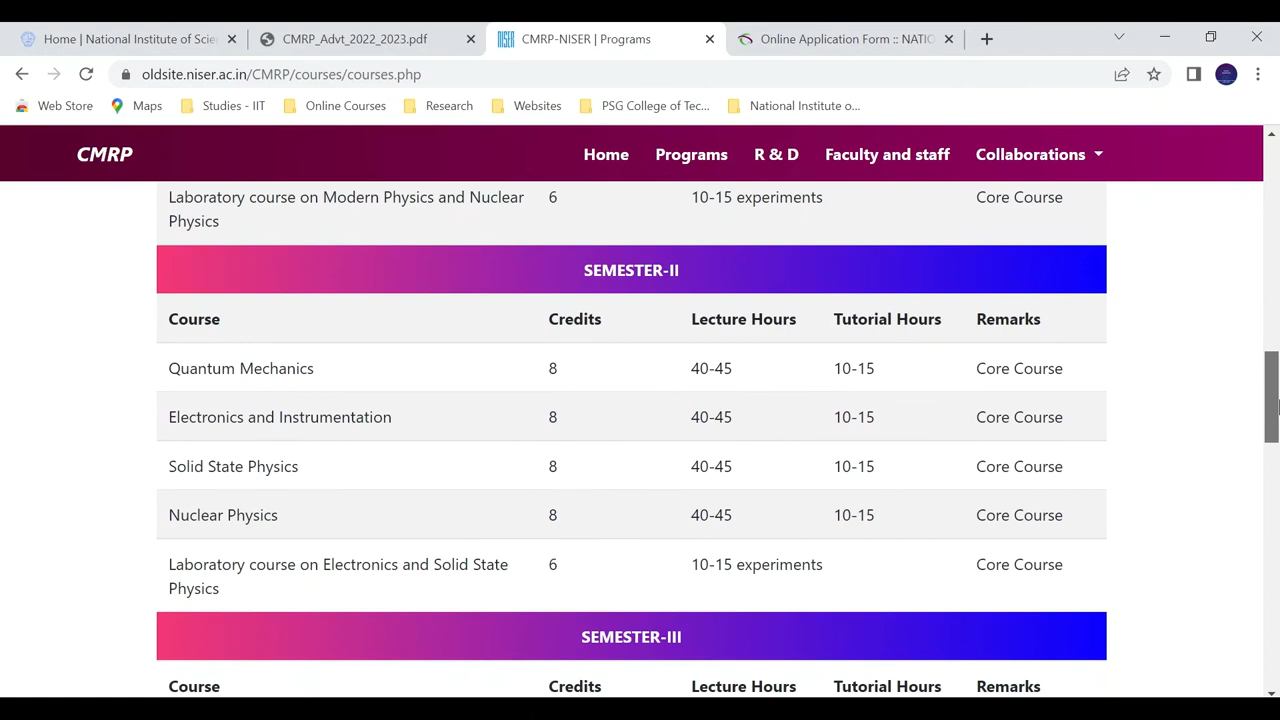 Home | National Institute of Scie
CMRP_Advt_2022_2023.pdf
CMRP-NISER | Programs
Online Application Form :: NATIO
oldsite.niser.ac.in/CMRP/courses/courses.php
Web Store
Maps
Studies - IIT
Online Courses
Research
Websites
PSG College of Tec...
National Institute o...
CMRP
Home
Programs
R & D
Faculty and staff
Collaborations
Laboratory course on Modern Physics and Nuclear Physics 6 10-15 experiments Core Course
SEMESTER-II
Course Credits Lecture Hours Tutorial Hours Remarks
Quantum Mechanics 8 40-45 10-15 Core Course
Electronics and Instrumentation 8 40-45 10-15 Core Course
Solid State Physics 8 40-45 10-15 Core Course
Nuclear Physics 8 40-45 10-15 Core Course
Laboratory course on Electronics and Solid State Physics 6 10-15 experiments Core Course
SEMESTER-III
Course Credits Lecture Hours Tutorial Hours Remarks